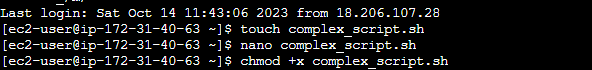 Last login: Sat Oct 14 11:43:06 2023 from 18.206.107.28
[ec2-user@ip-172-31-40-63 ~]$ touch complex_script.sh
[ec2-user@ip-172-31-40-63 ~]$ nano complex_script.sh
[ec2-user@ip-172-31-40-63 ~]$ chmod +x complex_script.sh